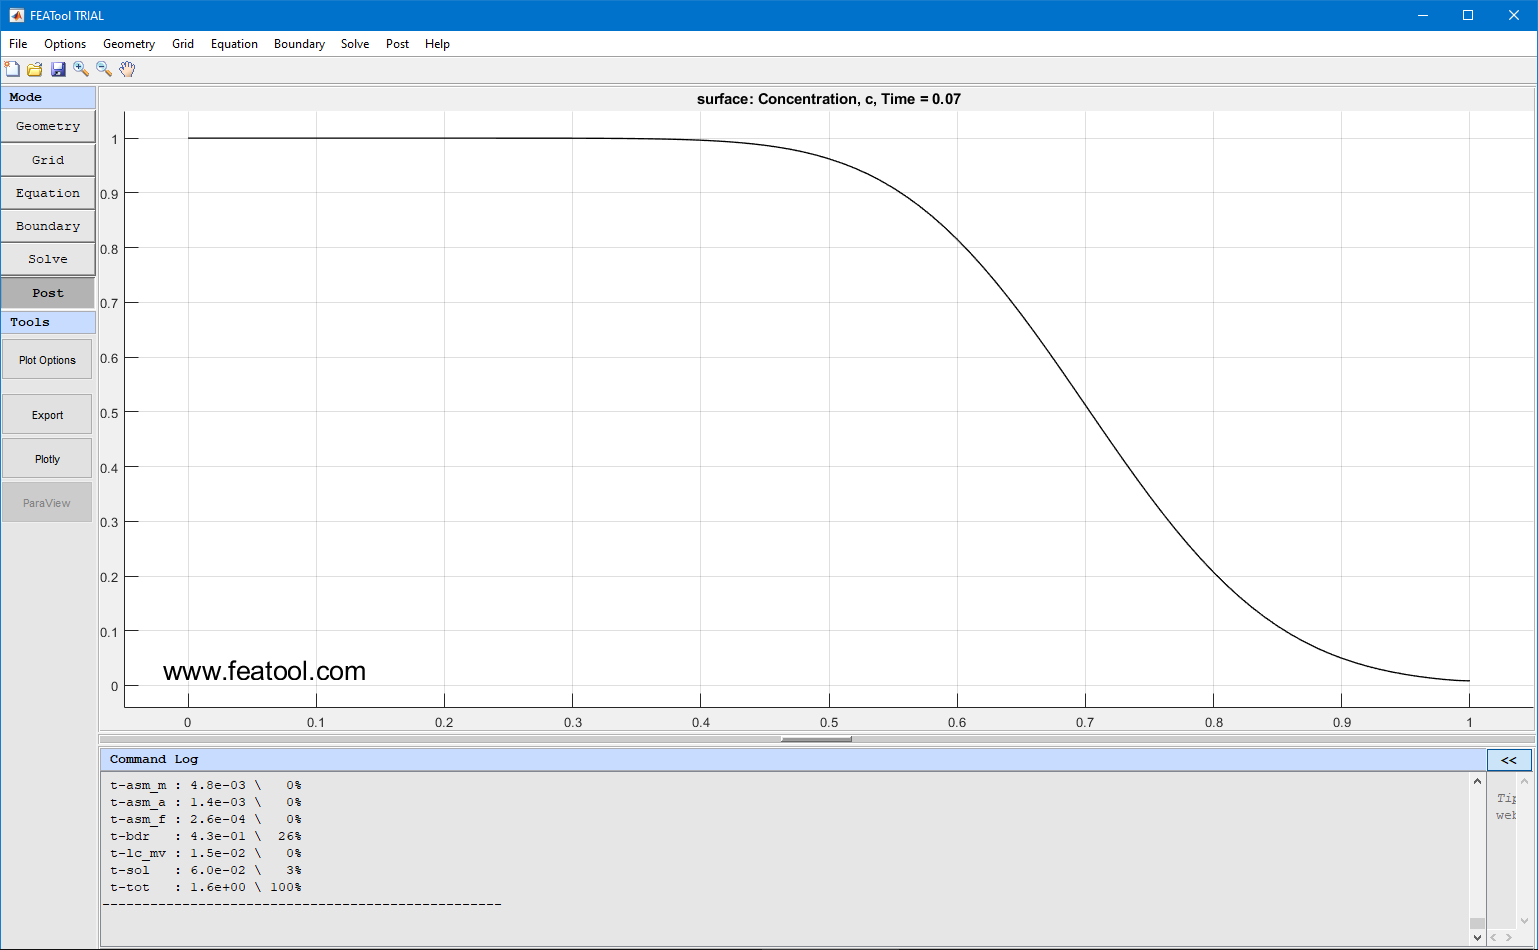 FEATool TRIAL
File Options Geometry Grid Equation Boundary Solve Post Help
Mode
Geometry
Grid
Equation
Boundary
Solve
Post
Tools
Plot Options
Export
Plotly
ParaView
surface: Concentration, c, Time = 0.07
1
0.9
0.8
0.7
0.6
0.5
0.4
0.3
0.2
0.1
0
www.featool.com
0 0.1 0.2 0.3 0.4 0.5 0.6 0.7 0.8 0.9 1
Command Log
<<
t-asm_m : 4.8e-03 \ 0%
t-asm_a : 1.4e-03 \ 0%
t-asm_f : 2.6e-04 \ 0%
t-bdr : 4.3e-01 \ 26%
t-lc_mv : 1.5e-02 \ 0%
t-sol : 6.0e-02 \ 3%
t-tot : 1.6e+00 \ 100%
--------------------------------------------------